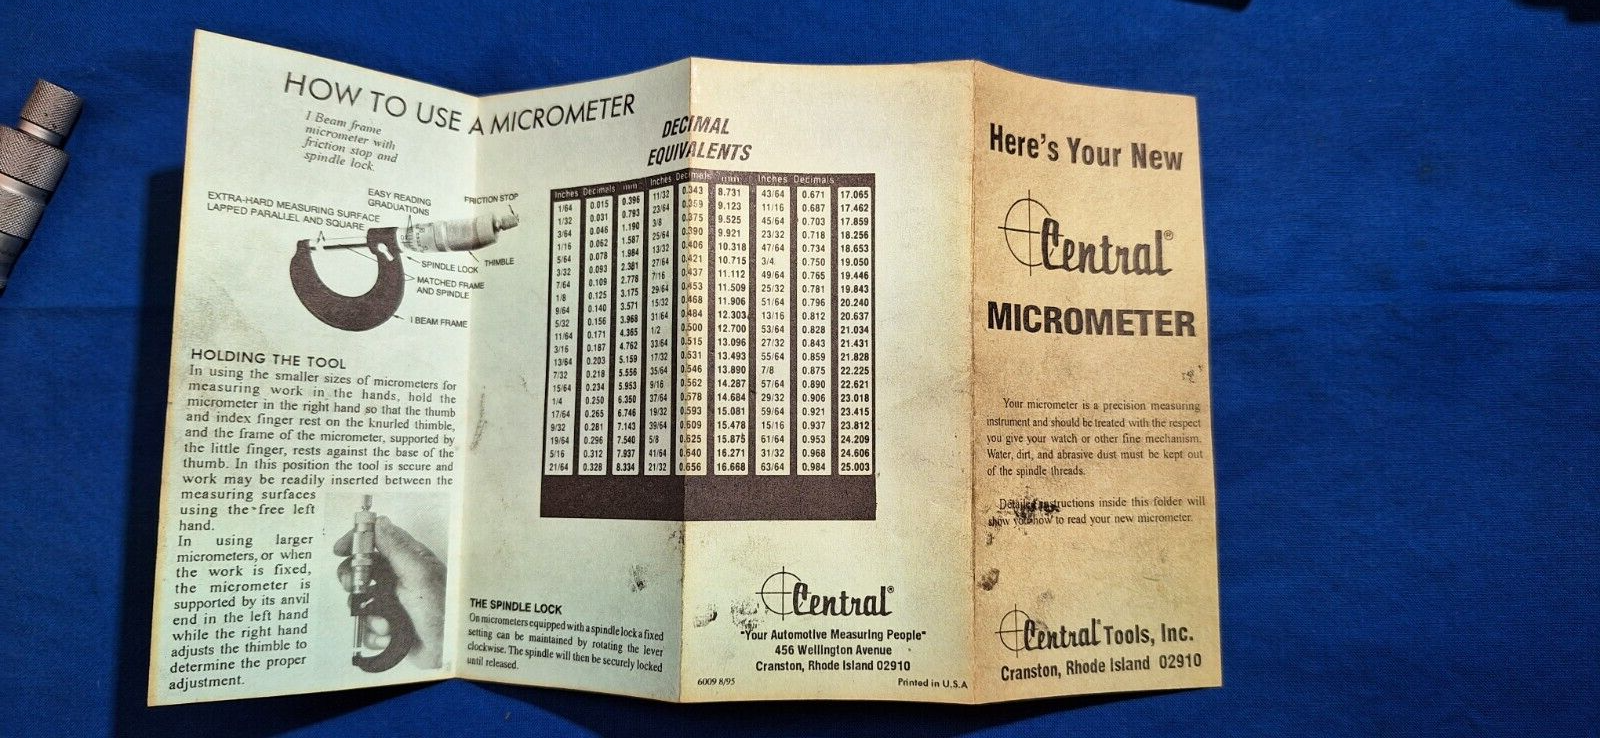 HOW TO USE A MICROMETER
I Beam frame
micrometer with
friction stop and
spindle lock.
EXTRA-HARD MEASURING SURFACE
LAPPED PARALLEL AND SQUARE
EASY READING
GRADUATIONS
FRICTION STOP
SPINDLE LOCK
THIMBLE
MATCHED FRAME
AND SPINDLE
I BEAM FRAME
HOLDING THE TOOL
In using the smaller sizes of micrometers for
measuring work in the hands, hold the
micrometer in the right hand so that the thumb
and index finger rest on the knurled thimble,
and the frame of the micrometer, supported by
the little finger, rests against the base of the
thumb. In this position the tool is secure and
work may be readily inserted between the
measuring surfaces
using the free left
hand.
In using larger
micrometers, or when
the work is fixed,
the micrometer is
supported by its anvil
end in the left hand
while the right hand
adjusts the thimble to
determine the proper
adjustment.
THE SPINDLE LOCK
On micrometers equipped with a spindle lock a fixed
setting can be maintained by rotating the lever
clockwise. The spindle will then be securely locked
until released.
DECIMAL
EQUIVALENTS
Inches Decimals mm Inches Decimals mm Inches Decimals
1/64 0.015 0.396 11/32 0.343 8.731 43/64 0.671 17.065
1/32 0.031 0.793 23/64 0.359 9.123 11/16 0.687 17.462
3/64 0.046 1.190 3/8 0.375 9.525 45/64 0.703 17.859
1/16 0.062 1.587 25/64 0.390 9.921 23/32 0.718 18.256
5/64 0.078 1.984 13/32 0.406 10.318 47/64 0.734 18.653
3/32 0.093 2.381 27/64 0.421 10.715 3/4 0.750 19.050
7/64 0.109 2.778 7/16 0.437 11.112 49/64 0.765 19.446
1/8 0.125 3.175 29/64 0.453 11.509 25/32 0.781 19.843
9/64 0.140 3.571 15/32 0.468 11.906 51/64 0.796 20.240
5/32 0.156 3.968 31/64 0.484 12.303 13/16 0.812 20.637
11/64 0.171 4.365 1/2 0.500 12.700 53/64 0.828 21.034
3/16 0.187 4.762 33/64 0.515 13.096 27/32 0.843 21.431
13/64 0.203 5.159 17/32 0.531 13.493 55/64 0.859 21.828
7/32 0.218 5.556 35/64 0.546 13.890 7/8 0.875 22.225
15/64 0.234 5.953 9/16 0.562 14.287 57/64 0.890 22.621
1/4 0.250 6.350 37/64 0.578 14.684 29/32 0.906 23.018
17/64 0.265 6.746 19/32 0.593 15.081 59/64 0.921 23.415
9/32 0.281 7.143 39/64 0.609 15.478 15/16 0.937 23.812
19/64 0.296 7.540 5/8 0.625 15.875 61/64 0.953 24.209
5/16 0.312 7.937 41/64 0.640 16.271 31/32 0.968 24.606
21/64 0.328 8.334 21/32 0.656 16.668 63/64 0.984 25.003
Central®
"Your Automotive Measuring People"
456 Wellington Avenue
Cranston, Rhode Island 02910
6009 8/95 Printed in U.S.A
Here's Your New
Central®
MICROMETER
Your micrometer is a precision measuring
instrument and should be treated with the respect
you give your watch or other fine mechanism.
Water, dirt, and abrasive dust must be kept out
of the spindle threads.
Detailed instructions inside this folder will
show you how to read your new micrometer.
Central® Tools, Inc.
Cranston, Rhode Island 02910